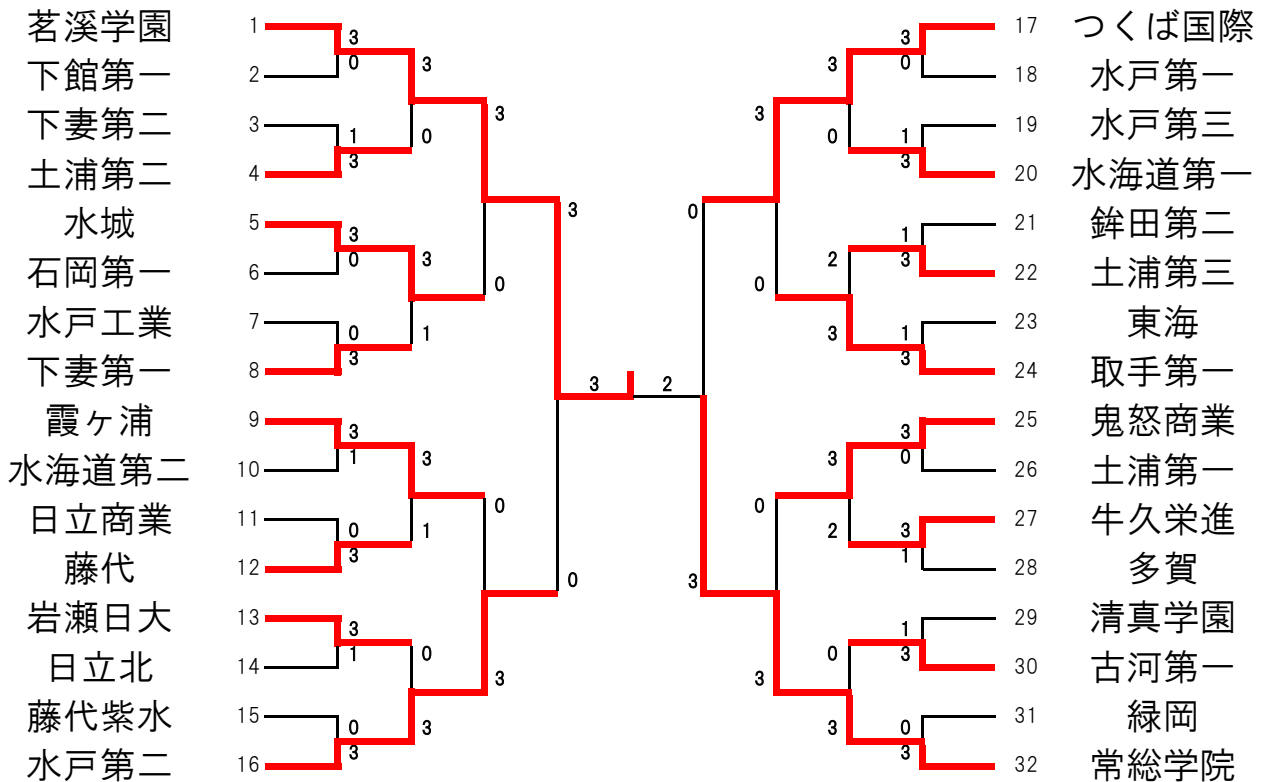 茗溪学園 1 3 17 つくば国際
下館第一 2 0 3 3 0 18 水戸第一
下妻第二 3 1 0 3 3 0 1 19 水戸第三
土浦第二 4 3 3 20 水海道第一
水城 5 3 3 0 1 21 鉾田第二
石岡第一 6 0 3 0 0 2 3 22 土浦第三
水戸工業 7 0 1 3 1 23 東海
下妻第一 8 3 3 2 3 24 取手第一
霞ヶ浦 9 3 3 25 鬼怒商業
水海道第二 10 1 3 3 0 26 土浦第一
日立商業 11 0 1 0 0 2 3 27 牛久栄進
藤代 12 3 0 3 1 28 多賀
岩瀬日大 13 3 1 29 清真学園
日立北 14 1 0 3 3 0 3 30 古河第一
藤代紫水 15 0 3 3 0 31 緑岡
水戸第二 16 3 3 32 常総学院